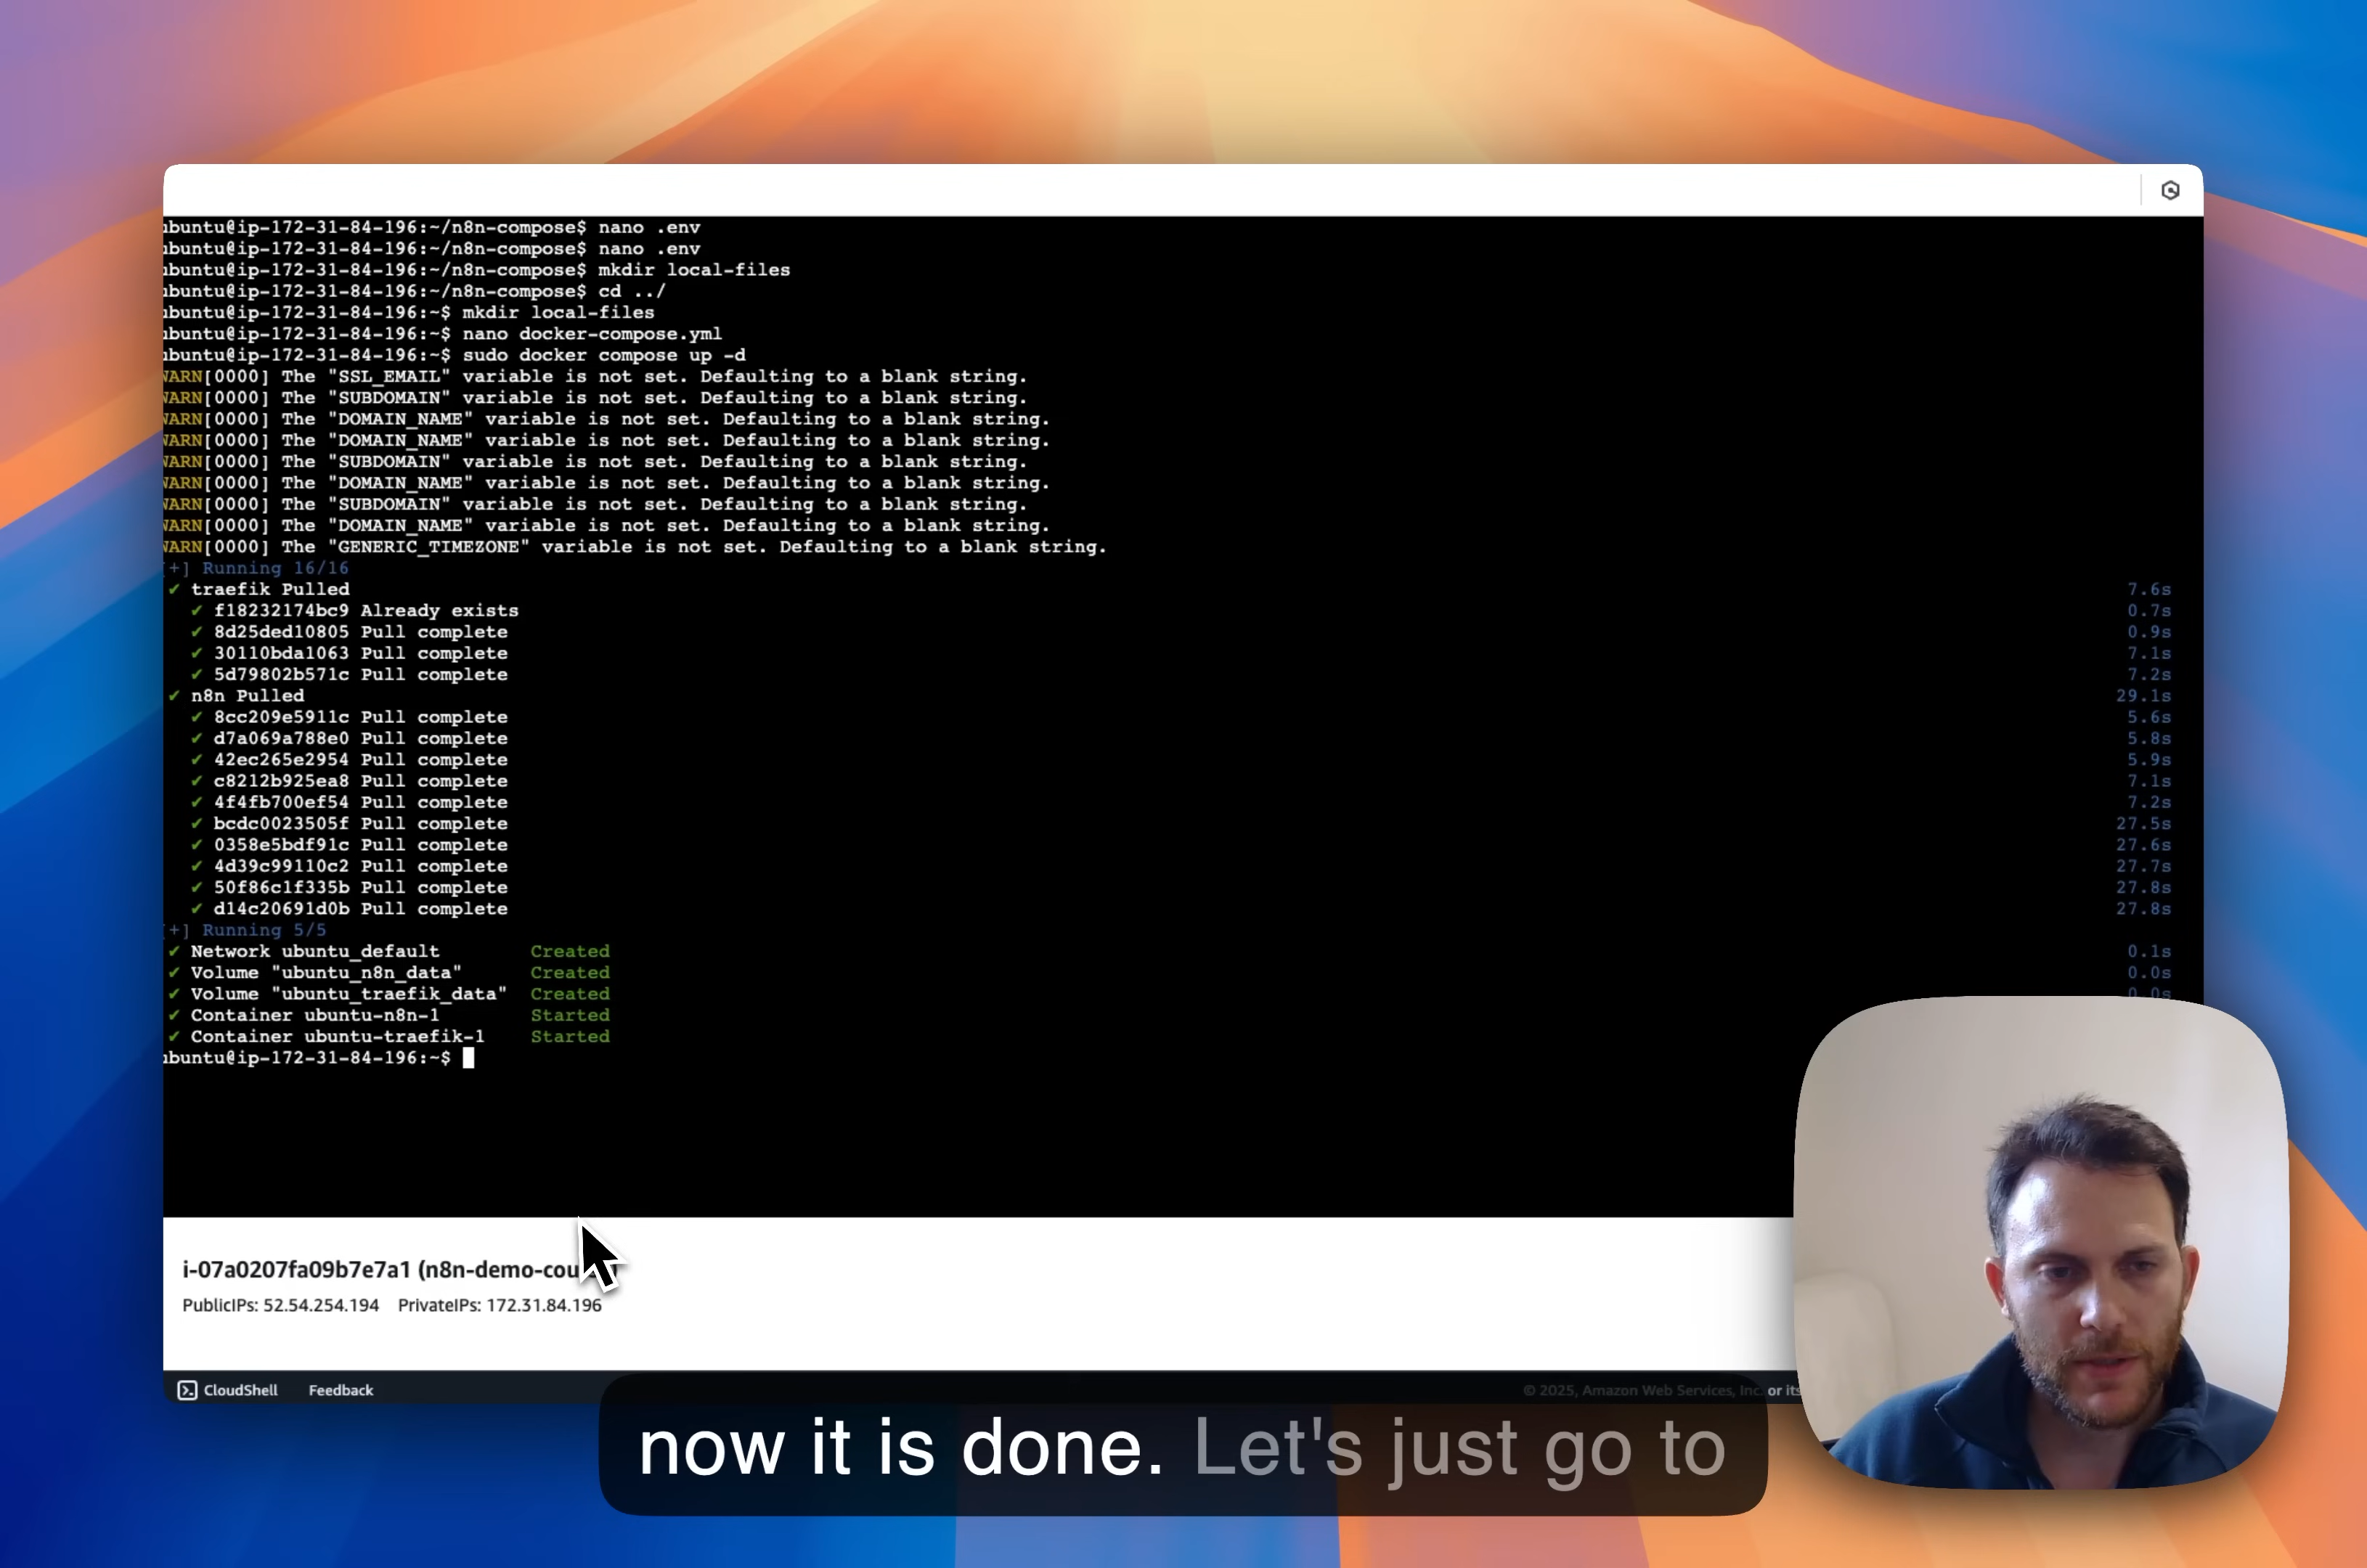 ubuntu@ip-172-31-84-196:~/n8n-compose$ nano .env
ubuntu@ip-172-31-84-196:~/n8n-compose$ nano .env
ubuntu@ip-172-31-84-196:~/n8n-compose$ mkdir local-files
ubuntu@ip-172-31-84-196:~/n8n-compose$ cd ../
ubuntu@ip-172-31-84-196:~$ mkdir local-files
ubuntu@ip-172-31-84-196:~$ nano docker-compose.yml
ubuntu@ip-172-31-84-196:~$ sudo docker compose up -d
WARN[0000] The "SSL_EMAIL" variable is not set. Defaulting to a blank string.
WARN[0000] The "SUBDOMAIN" variable is not set. Defaulting to a blank string.
WARN[0000] The "DOMAIN_NAME" variable is not set. Defaulting to a blank string.
WARN[0000] The "DOMAIN_NAME" variable is not set. Defaulting to a blank string.
WARN[0000] The "SUBDOMAIN" variable is not set. Defaulting to a blank string.
WARN[0000] The "DOMAIN_NAME" variable is not set. Defaulting to a blank string.
WARN[0000] The "SUBDOMAIN" variable is not set. Defaulting to a blank string.
WARN[0000] The "DOMAIN_NAME" variable is not set. Defaulting to a blank string.
WARN[0000] The "GENERIC_TIMEZONE" variable is not set. Defaulting to a blank string.
[+] Running 16/16
✔ traefik Pulled 7.6s
✔ f18232174bc9 Already exists 0.7s
✔ 8d25ded10805 Pull complete 0.9s
✔ 30110bda1063 Pull complete 7.1s
✔ 5d79802b571c Pull complete 7.2s
✔ n8n Pulled 29.1s
✔ 8cc209e5911c Pull complete 5.6s
✔ d7a069a788e0 Pull complete 5.8s
✔ 42ec265e2954 Pull complete 5.9s
✔ c8212b925ea8 Pull complete 7.1s
✔ 4f4fb700ef54 Pull complete 7.2s
✔ bcdc0023505f Pull complete 27.5s
✔ 0358e5bdf91c Pull complete 27.6s
✔ 4d39c99110c2 Pull complete 27.7s
✔ 50f86c1f335b Pull complete 27.8s
✔ d14c20691d0b Pull complete 27.8s
[+] Running 5/5
✔ Network ubuntu_default Created 0.1s
✔ Volume "ubuntu_n8n_data" Created 0.0s
✔ Volume "ubuntu_traefik_data" Created 0.0s
✔ Container ubuntu-n8n-1 Started
✔ Container ubuntu-traefik-1 Started
ubuntu@ip-172-31-84-196:~$
i-07a0207fa09b7e7a1 (n8n-demo-cou
PublicIPs: 52.54.254.194 PrivateIPs: 172.31.84.196
CloudShell Feedback © 2025, Amazon Web Services, Inc. or its
now it is done. Let's just go to